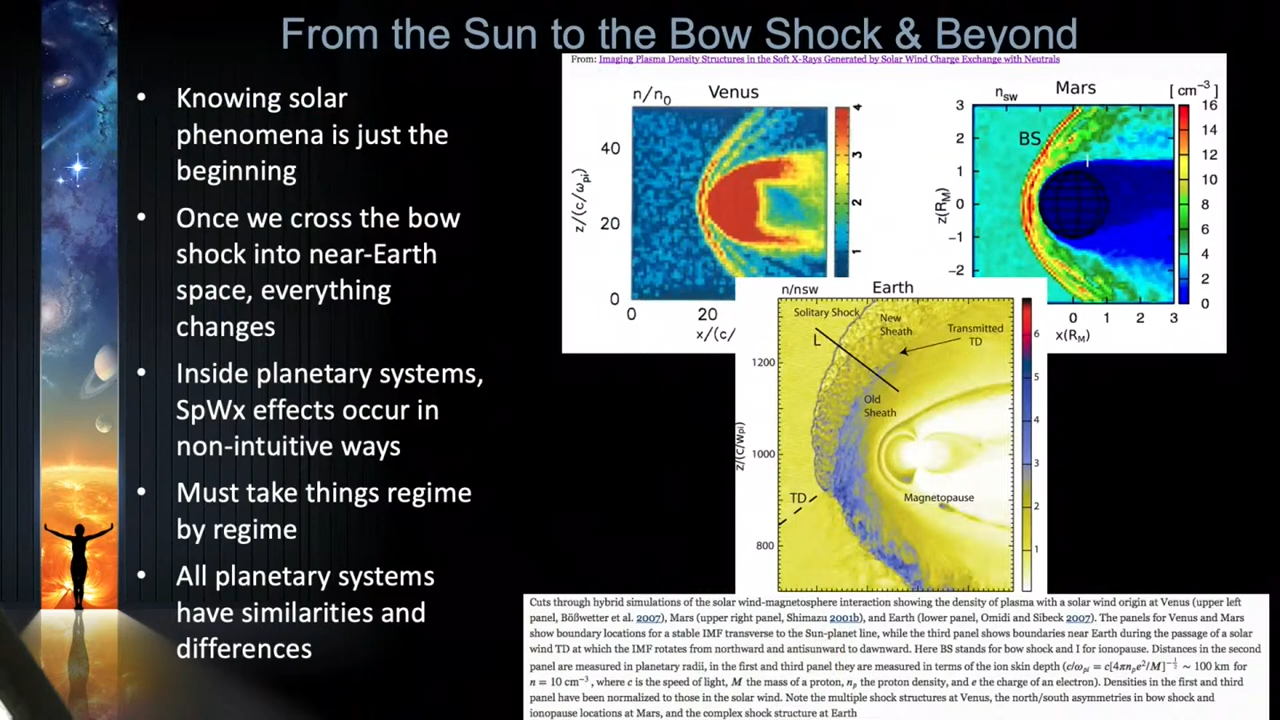 From the Sun to the Bow Shock & Beyond
• Knowing solar
phenomena is just the
beginning
• Once we cross the bow
shock into near-Earth
space, everything
changes
• Inside planetary systems,
SpWx effects occur in
non-intuitive ways
• Must take things regime
by regime
• All planetary systems
have similarities and
differences
From: Imaging Plasma Density Structures in the Soft X-Rays Generated by Solar Wind Charge Exchange with Neutrals
n/n₀ Venus
4
3
2
1
40
20
0
z/(c/ω_pi)
0 20
x/(c/
n_sw Mars [ cm⁻³ ]
BS
3
2
1
0
−1
−2
z(R_M)
0 1 2 3
x(R_M)
16
14
12
10
8
6
4
2
0
n/nsw Earth
Solitary Shock
New
Sheath
Transmitted
TD
L
Old
Sheath
TD
Magnetopause
1200
1000
800
z/(c/wpi)
6
5
4
3
2
1
Cuts through hybrid simulations of the solar wind-magnetosphere interaction showing the density of plasma with a solar wind origin at Venus (upper left
panel, Bößwetter et al. 2007), Mars (upper right panel, Shimazu 2001b), and Earth (lower panel, Omidi and Sibeck 2007). The panels for Venus and Mars
show boundary locations for a stable IMF transverse to the Sun-planet line, while the third panel shows boundaries near Earth during the passage of a solar
wind TD at which the IMF rotates from northward and antisunward to dawnward. Here BS stands for bow shock and I for ionopause. Distances in the second
panel are measured in planetary radii, in the first and third panel they are measured in terms of the ion skin depth (c/ω_pi = c[4πn_pe²/M]^−½ ~ 100 km for
n = 10 cm⁻³, where c is the speed of light, M the mass of a proton, n_p the proton density, and e the charge of an electron). Densities in the first and third
panel have been normalized to those in the solar wind. Note the multiple shock structures at Venus, the north/south asymmetries in bow shock and
ionopause locations at Mars, and the complex shock structure at Earth